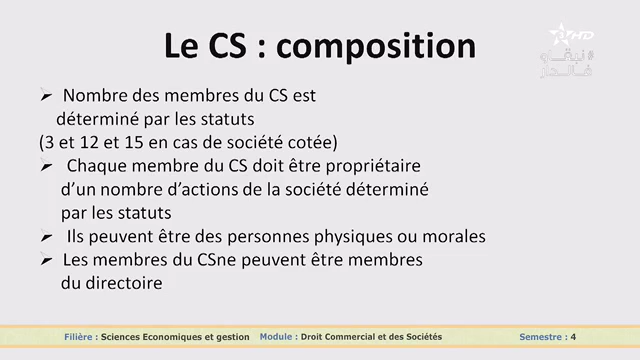 HD
#نبقاو
فالدار
Le CS : composition
➢ Nombre des membres du CS est
déterminé par les statuts
(3 et 12 et 15 en cas de société cotée)
➢ Chaque membre du CS doit être propriétaire
d’un nombre d’actions de la société déterminé
par les statuts
➢ Ils peuvent être des personnes physiques ou morales
➢ Les membres du CSne peuvent être membres
du directoire
Filière : Sciences Economiques et gestion Module : Droit Commercial et des Sociétés Semestre : 4